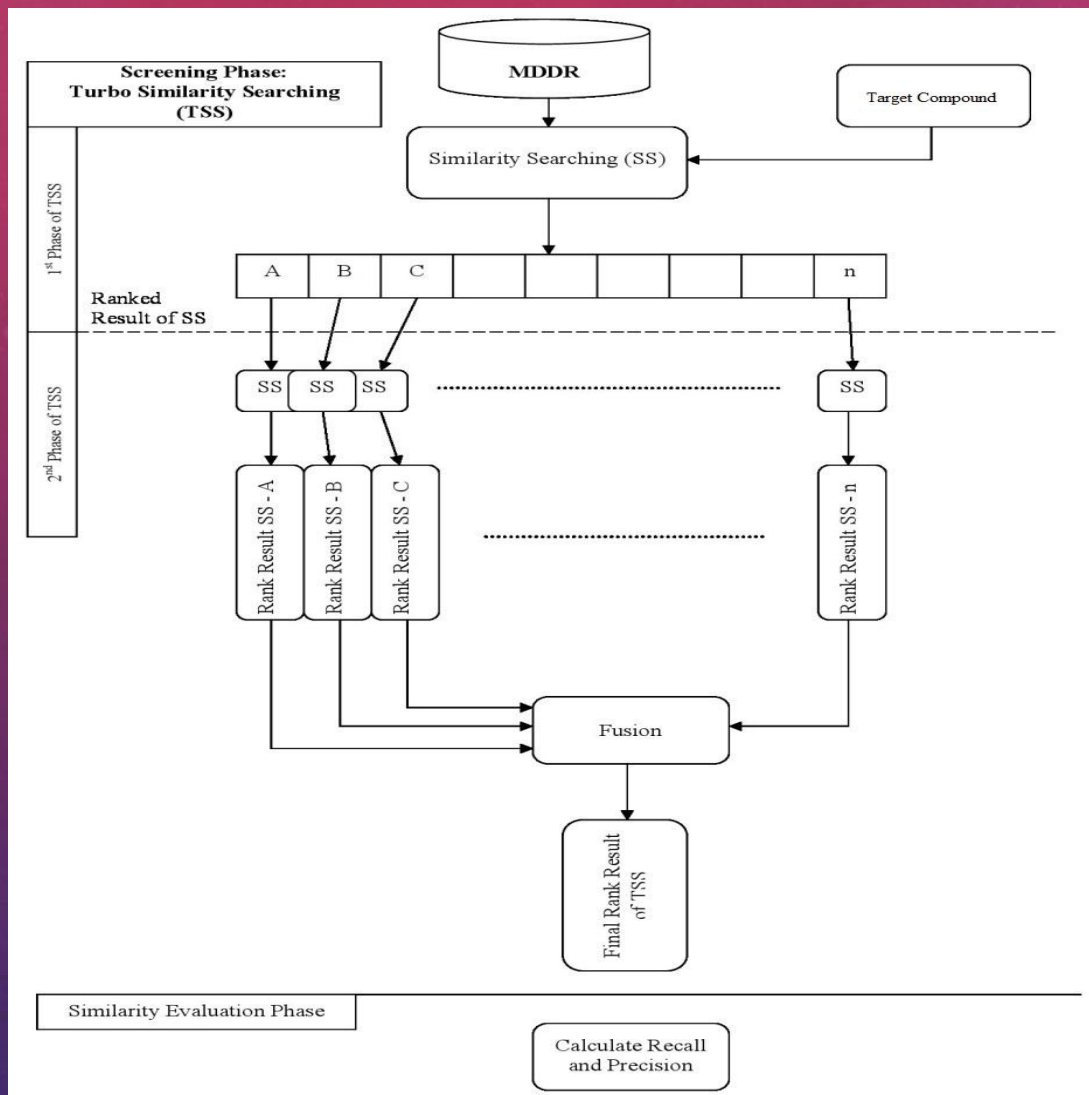 MDDR
Screening Phase:
Turbo Similarity Searching
(TSS)
Target Compound
Similarity Searching (SS)
1st Phase of TSS
A B C n
Ranked
Result of SS
2nd Phase of TSS
SS SS SS SS
Rank Result SS - A
Rank Result SS - B
Rank Result SS - C
Rank Result SS - n
Fusion
Final Rank Result
of TSS
Similarity Evaluation Phase
Calculate Recall
and Precision